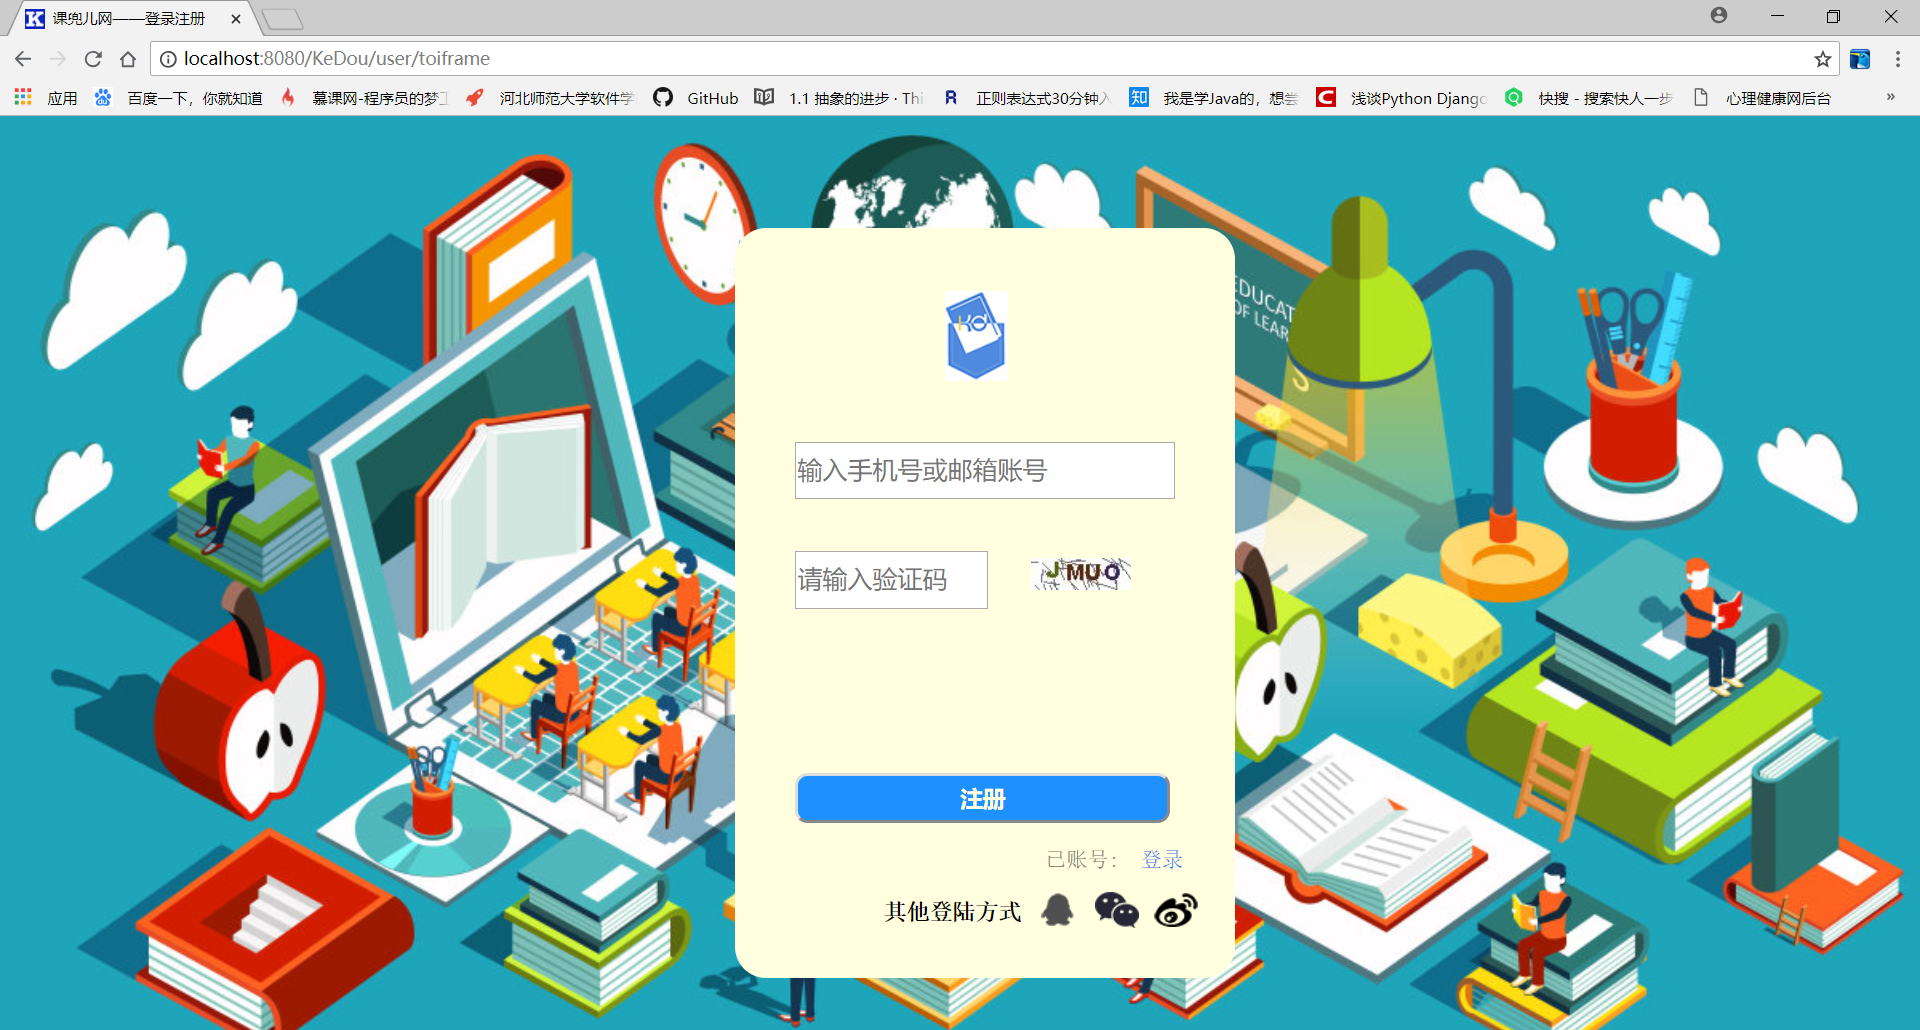 课兜儿网——登录注册
localhost:8080/KeDou/user/toiframe
应用 百度一下，你就知道 慕课网-程序员的梦工 河北师范大学软件学 GitHub 1.1 抽象的进步 · Thi 正则表达式30分钟入 知 我是学Java的，想尝 浅谈Python Django 快搜 - 搜索快人一步 心理健康网后台 »
EDUCAT
OF LEAR
Kd
输入手机号或邮箱账号
请输入验证码
JMUO
注册
已账号： 登录
其他登陆方式